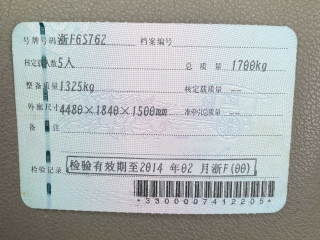 号牌号码 浙F6S762 档案编号
核定载人数 5人 总质量 1700kg
整备质量 1325kg 核定载质量 --
外廓尺寸 4480×1840×1500mm 准牵引总质量 --
备注
检验记录 检验有效期至2014 年02 月浙F(00)
*3300007412205*